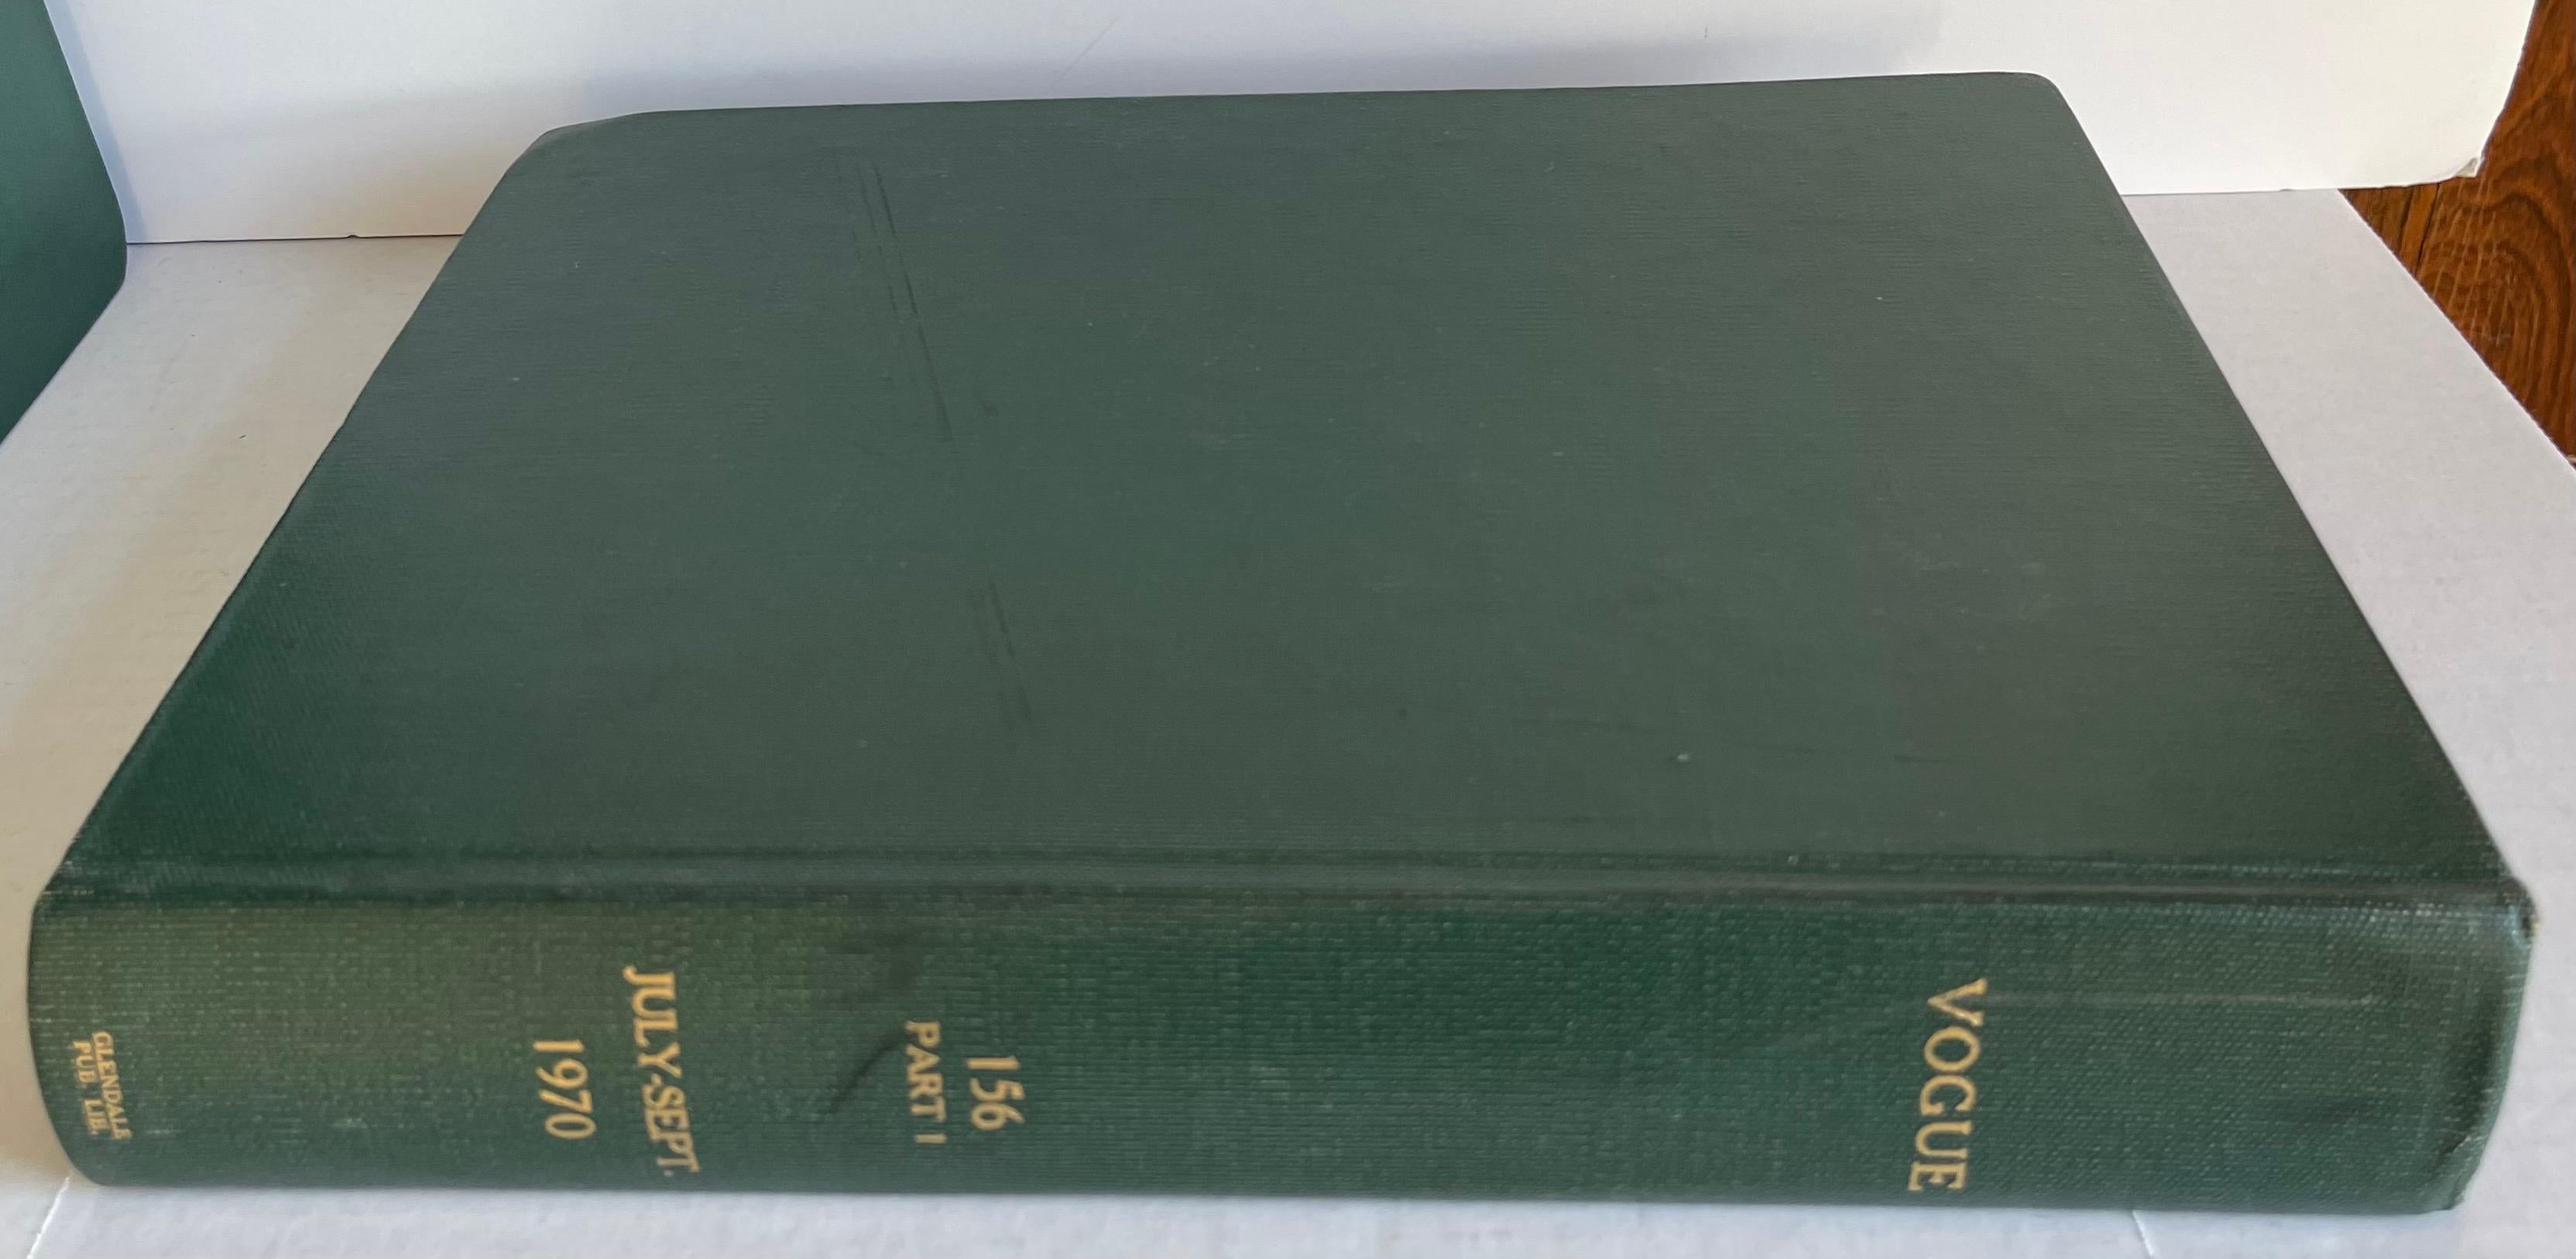 VOGUE
156
PART I
JULY-SEPT.
1970
GLENDALE
PUB. LIB.